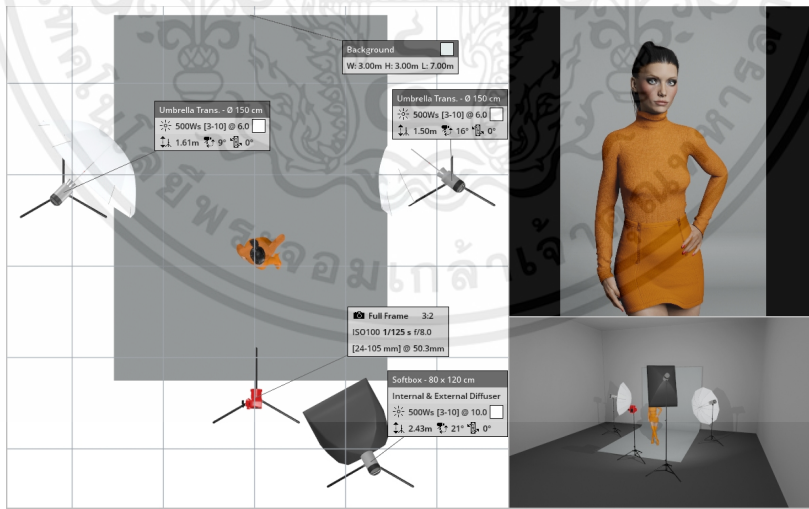 Background
W: 3.00m H: 3.00m L: 7.00m
Umbrella Trans. - Ø 150 cm
500Ws [3-10] @ 6.0
1.61m 9° 0°
Umbrella Trans. - Ø 150 cm
500Ws [3-10] @ 6.0
1.50m 16° 0°
Full Frame 3:2
ISO100 1/125 s f/8.0
[24-105 mm] @ 50.3mm
Softbox - 80 x 120 cm
Internal & External Diffuser
500Ws [3-10] @ 10.0
2.43m 21° 0°